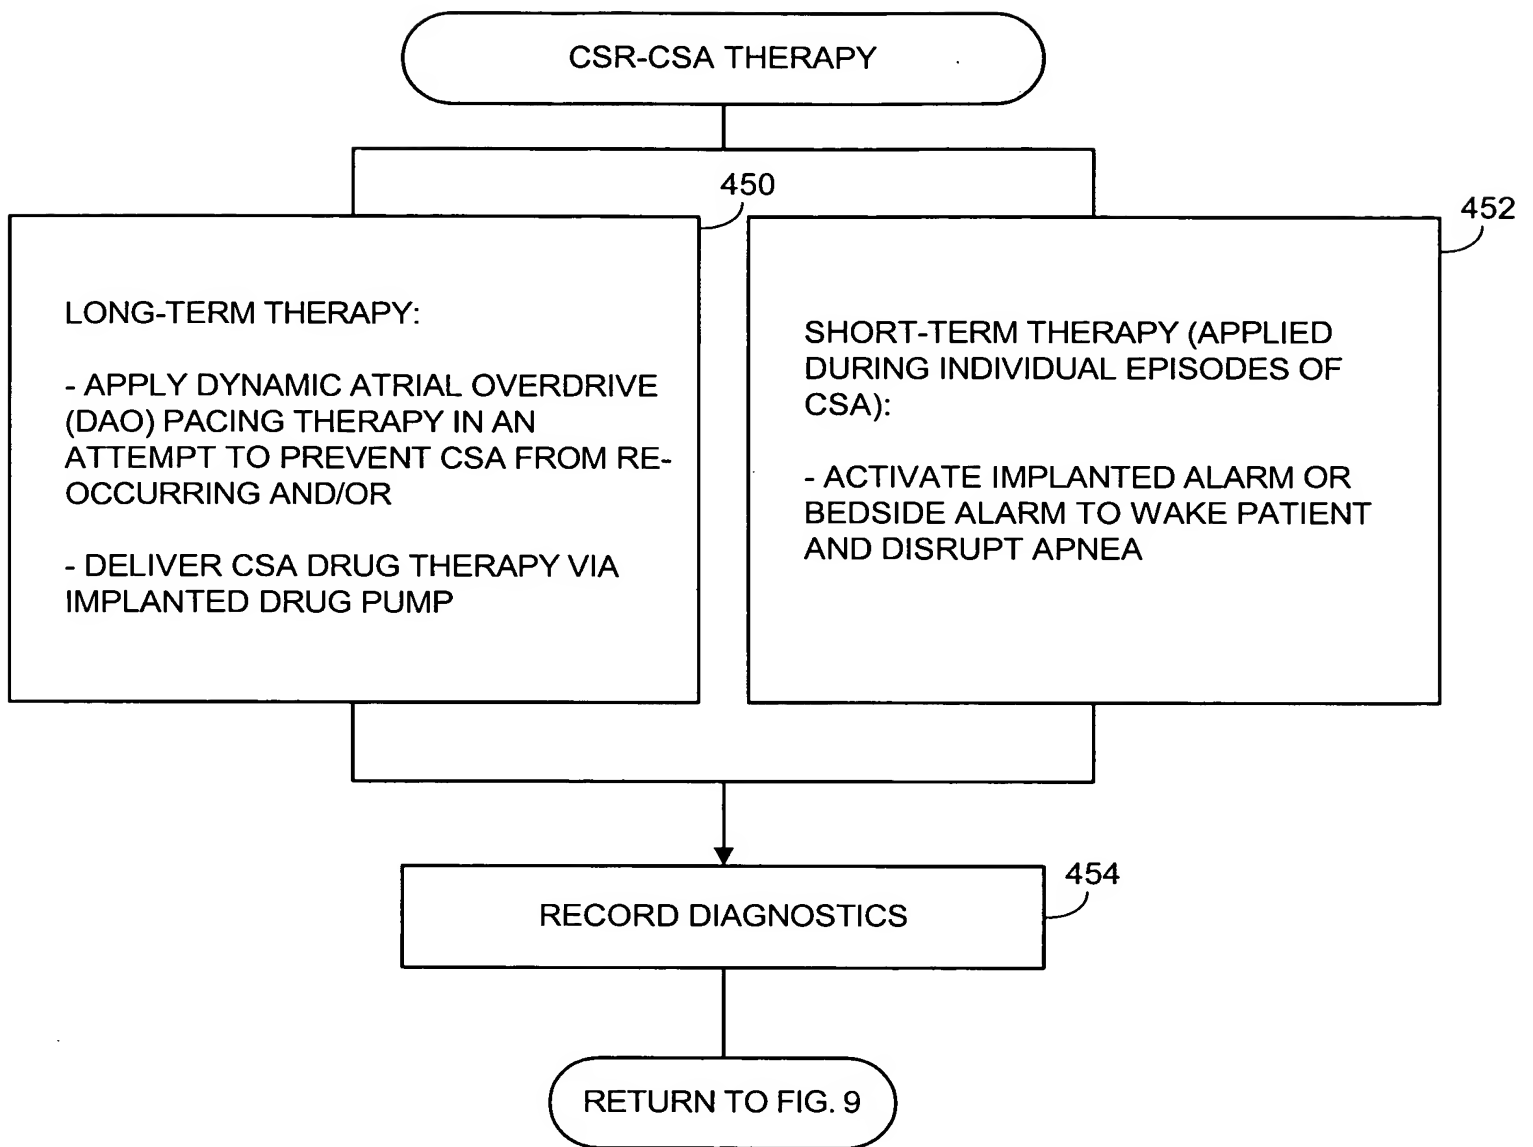 CSR-CSA THERAPY
450
452
LONG-TERM THERAPY:
- APPLY DYNAMIC ATRIAL OVERDRIVE
(DAO) PACING THERAPY IN AN
ATTEMPT TO PREVENT CSA FROM RE-
OCCURRING AND/OR
- DELIVER CSA DRUG THERAPY VIA
IMPLANTED DRUG PUMP
SHORT-TERM THERAPY (APPLIED
DURING INDIVIDUAL EPISODES OF
CSA):
- ACTIVATE IMPLANTED ALARM OR
BEDSIDE ALARM TO WAKE PATIENT
AND DISRUPT APNEA
454
RECORD DIAGNOSTICS
RETURN TO FIG. 9